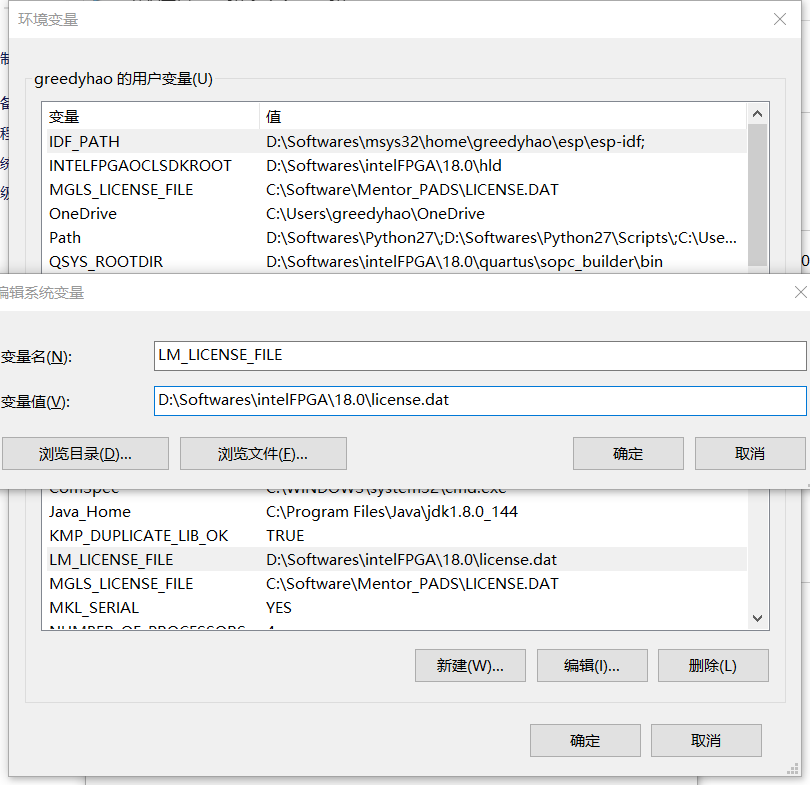 环境变量
greedyhao 的用户变量(U)
变量 值
IDF_PATH D:\Softwares\msys32\home\greedyhao\esp\esp-idf;
INTELFPGAOCLSDKROOT D:\Softwares\intelFPGA\18.0\hld
MGLS_LICENSE_FILE C:\Software\Mentor_PADS\LICENSE.DAT
OneDrive C:\Users\greedyhao\OneDrive
Path D:\Softwares\Python27\;D:\Softwares\Python27\Scripts\;C:\Use...
QSYS_ROOTDIR D:\Softwares\intelFPGA\18.0\quartus\sopc_builder\bin
编辑系统变量
变量名(N): LM_LICENSE_FILE
变量值(V): D:\Softwares\intelFPGA\18.0\license.dat
浏览目录(D)... 浏览文件(F)... 确定 取消
ComSpec C:\WINDOWS\system32\cmd.exe
Java_Home C:\Program Files\Java\jdk1.8.0_144
KMP_DUPLICATE_LIB_OK TRUE
LM_LICENSE_FILE D:\Softwares\intelFPGA\18.0\license.dat
MGLS_LICENSE_FILE C:\Software\Mentor_PADS\LICENSE.DAT
MKL_SERIAL YES
NUMBER_OF_PROCESSORS 4
新建(W)... 编辑(I)... 删除(L)
确定 取消